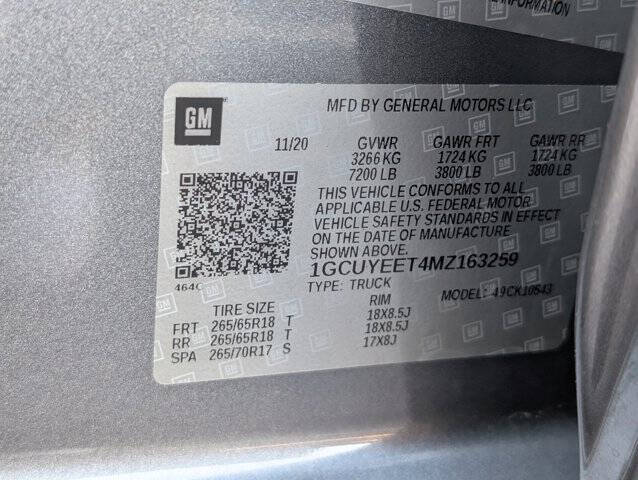 INFORMATION
GM
MFD BY GENERAL MOTORS LLC
11/20 GVWR GAWR FRT GAWR RR
3266 KG 1724 KG 1724 KG
7200 LB 3800 LB 3800 LB
THIS VEHICLE CONFORMS TO ALL
APPLICABLE U.S. FEDERAL MOTOR
VEHICLE SAFETY STANDARDS IN EFFECT
ON THE DATE OF MANUFACTURE
SHOWN ABOVE.
464C
1GCUYEET4MZ163259
TYPE: TRUCK MODEL: 49CK10543
TIRE SIZE RIM
FRT 265/65R18 T 18X8.5J
RR 265/65R18 T 18X8.5J
SPA 265/70R17 S 17X8J